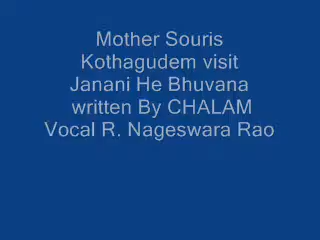 Mother Souris
Kothagudem visit
Janani He Bhuvana
written By CHALAM
Vocal R. Nageswara Rao